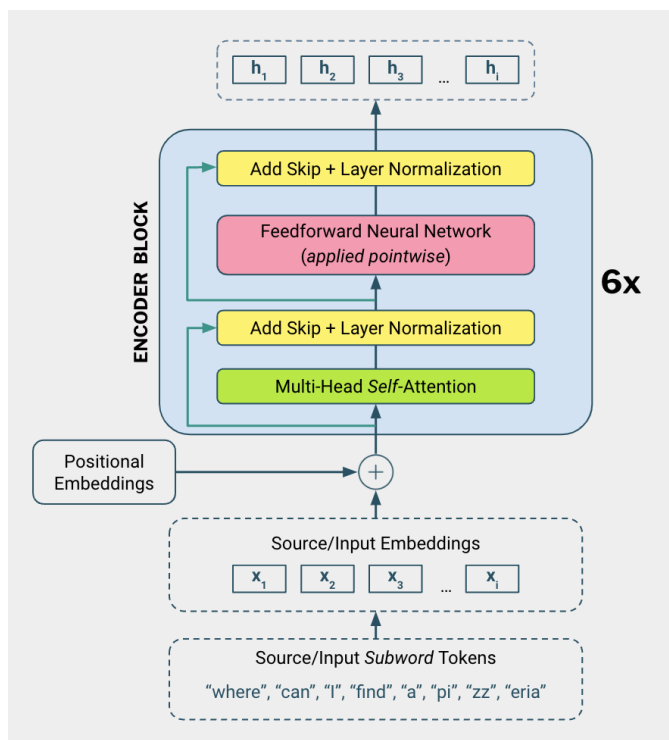 h1 h2 h3 ... hi
Add Skip + Layer Normalization
Feedforward Neural Network
(applied pointwise)
ENCODER BLOCK
6x
Add Skip + Layer Normalization
Multi-Head Self-Attention
Positional
Embeddings
+
Source/Input Embeddings
x1 x2 x3 ... xi
Source/Input Subword Tokens
“where”, “can”, “I”, “find”, “a”, “pi”, “zz”, “eria”